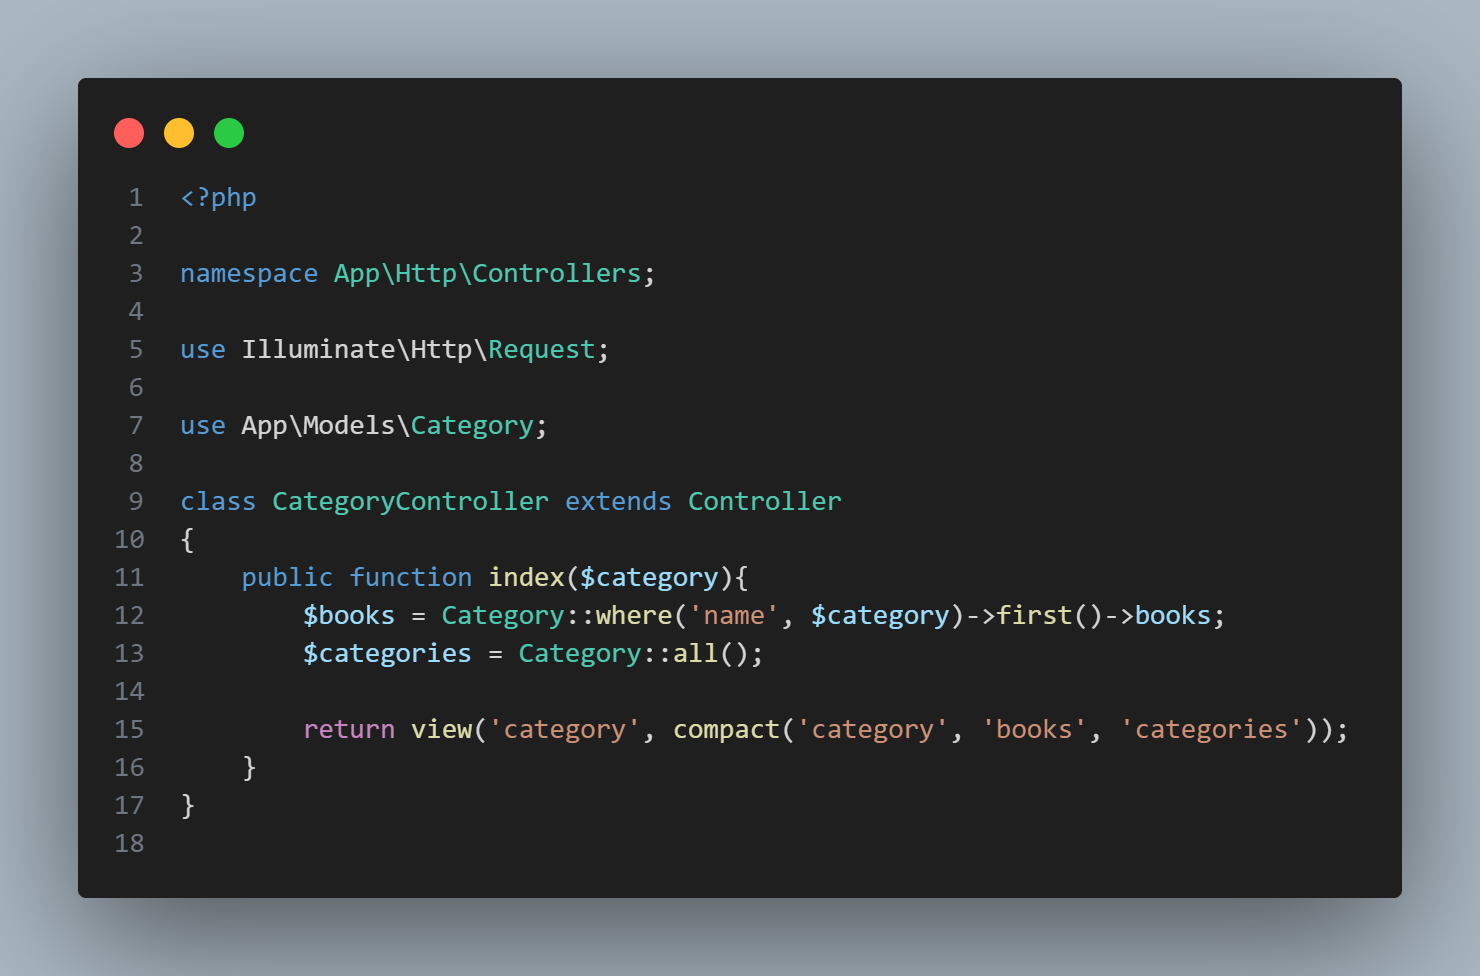 1 <?php
2
3 namespace App\Http\Controllers;
4
5 use Illuminate\Http\Request;
6
7 use App\Models\Category;
8
9 class CategoryController extends Controller
10 {
11     public function index($category){
12         $books = Category::where('name', $category)->first()->books;
13         $categories = Category::all();
14
15         return view('category', compact('category', 'books', 'categories'));
16     }
17 }
18